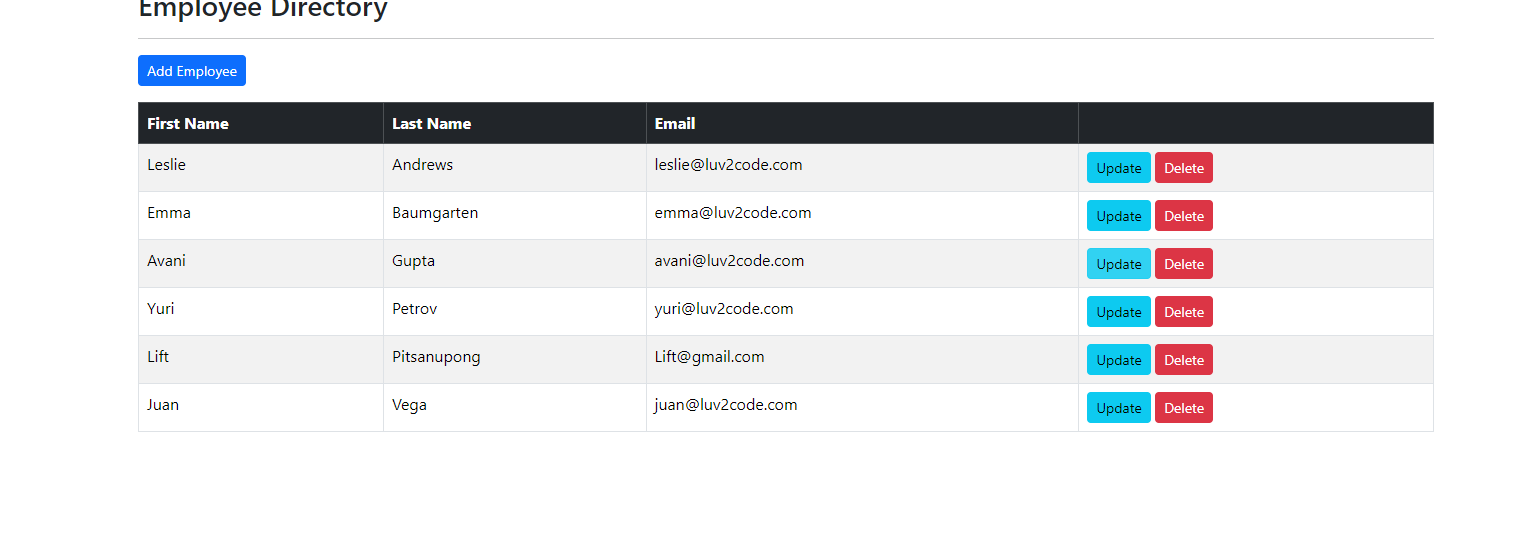 Employee Directory
Add Employee
First Name Last Name Email
Leslie Andrews leslie@luv2code.com Update Delete
Emma Baumgarten emma@luv2code.com Update Delete
Avani Gupta avani@luv2code.com Update Delete
Yuri Petrov yuri@luv2code.com Update Delete
Lift Pitsanupong Lift@gmail.com Update Delete
Juan Vega juan@luv2code.com Update Delete